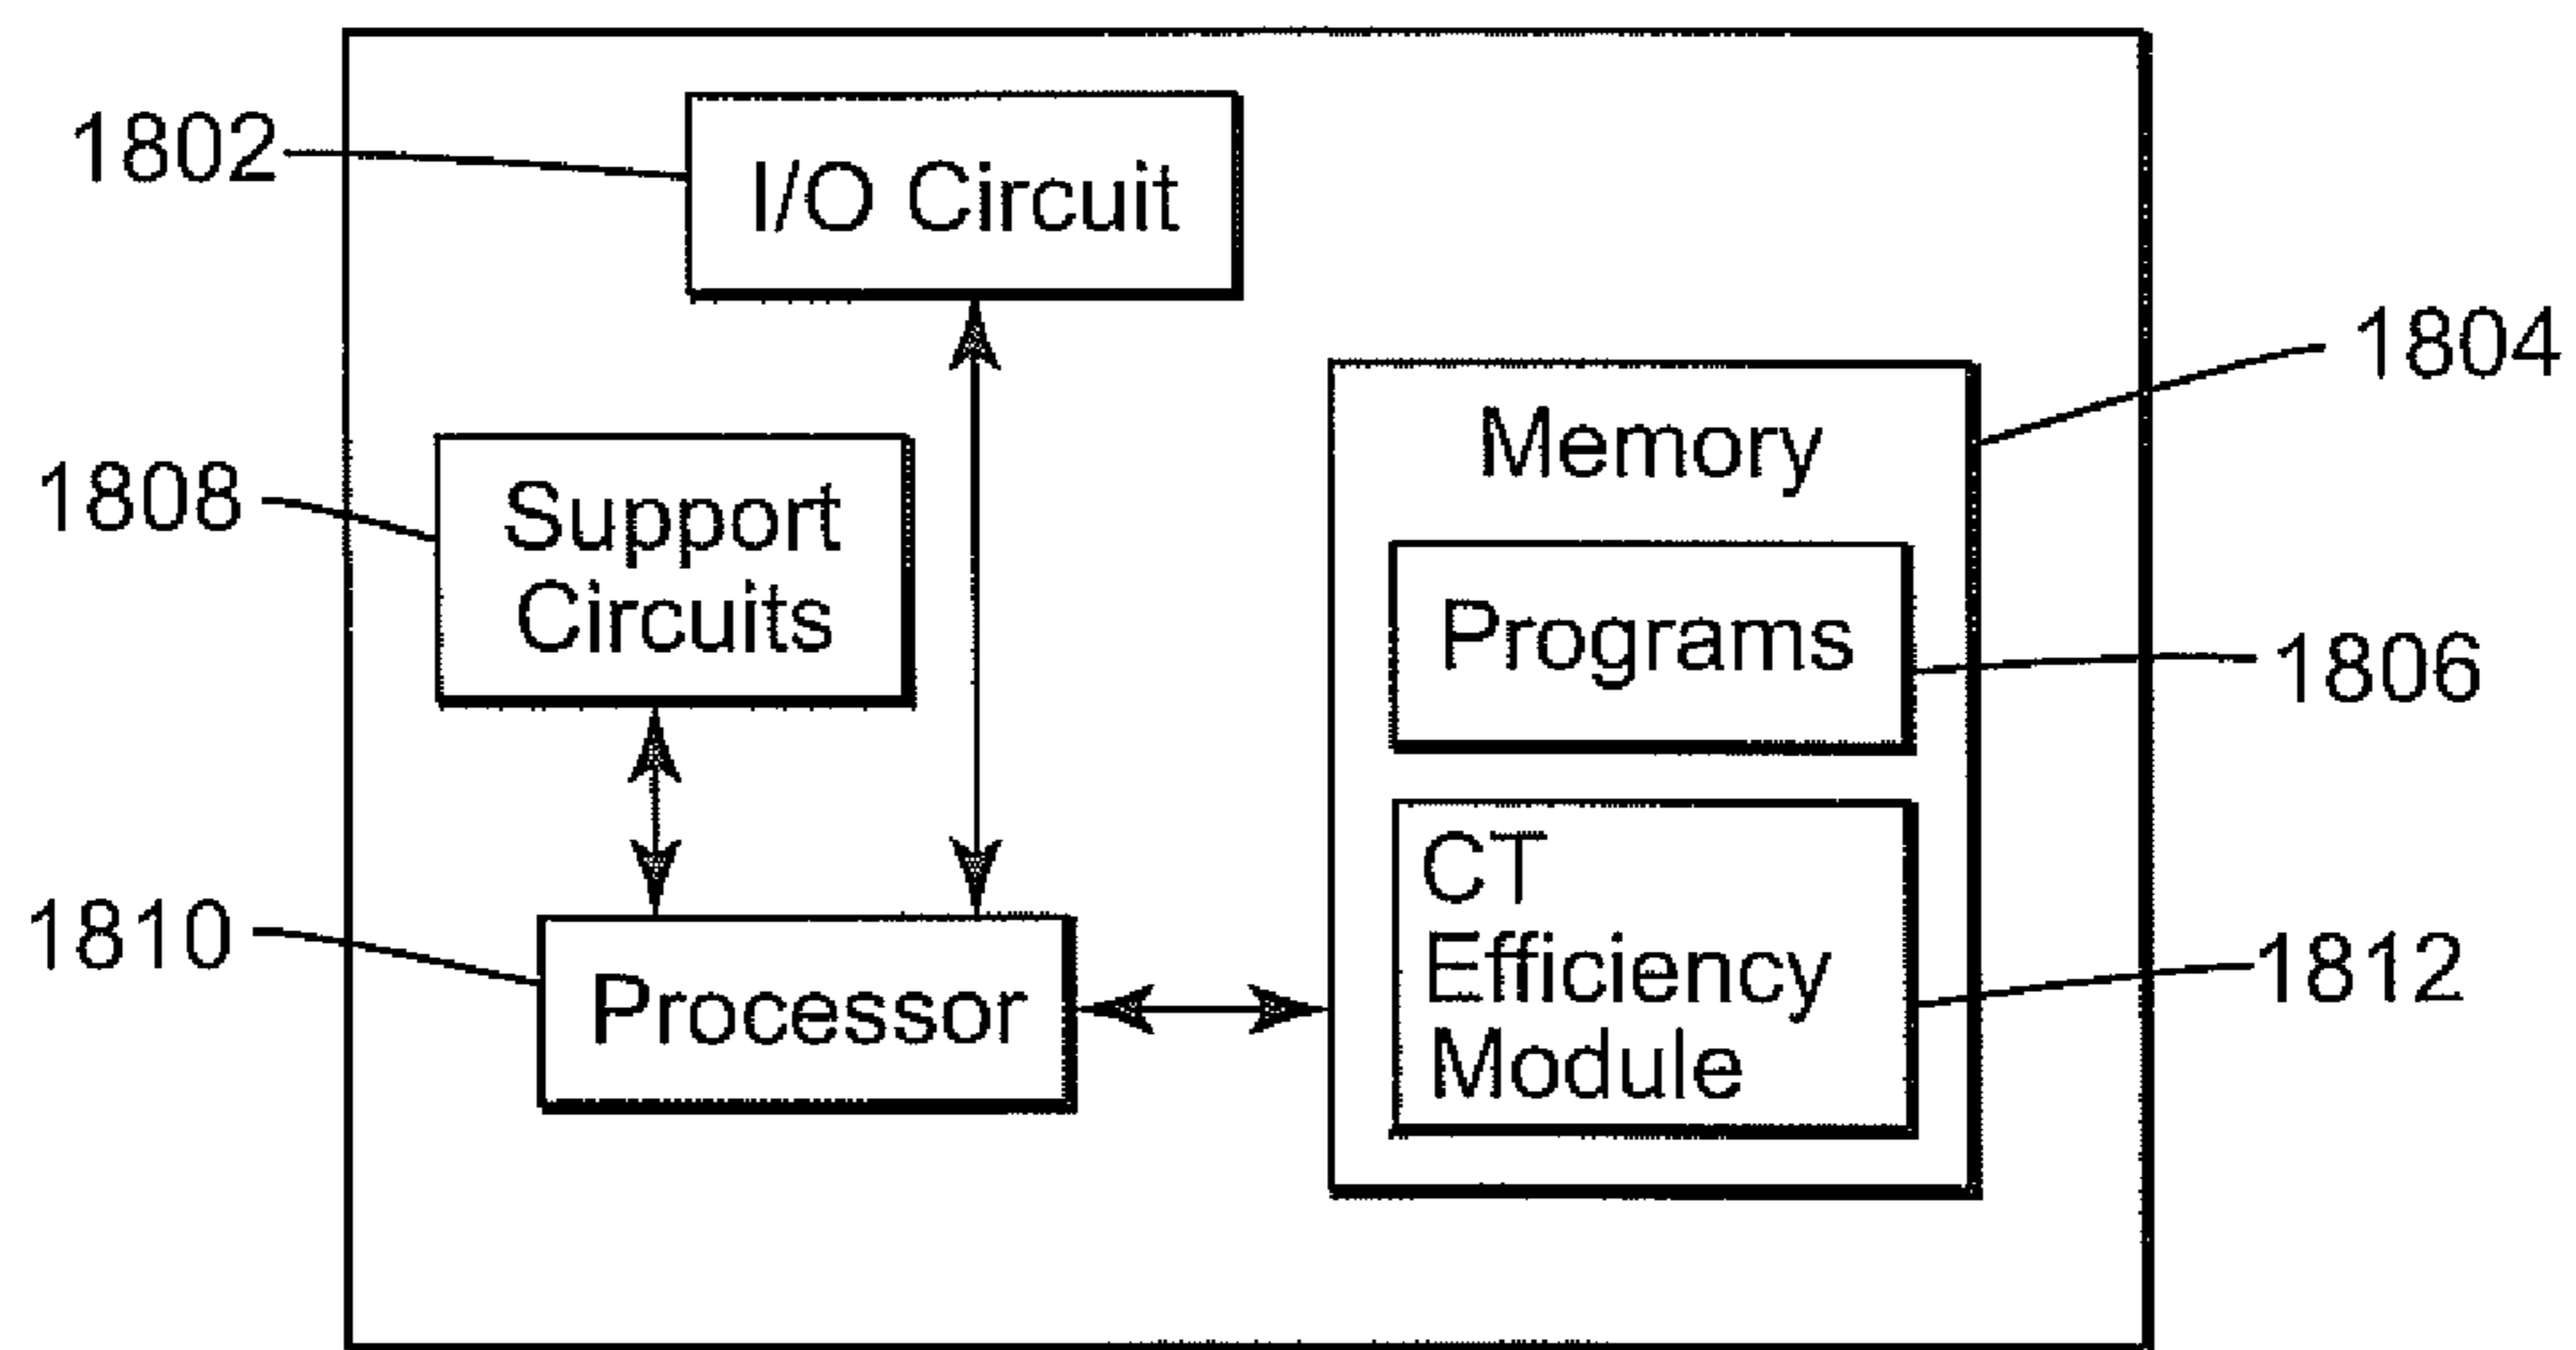 1802
I/O Circuit
1804
Memory
1808
Support
Circuits
Programs
1806
1810
Processor
CT
Efficiency
Module
1812